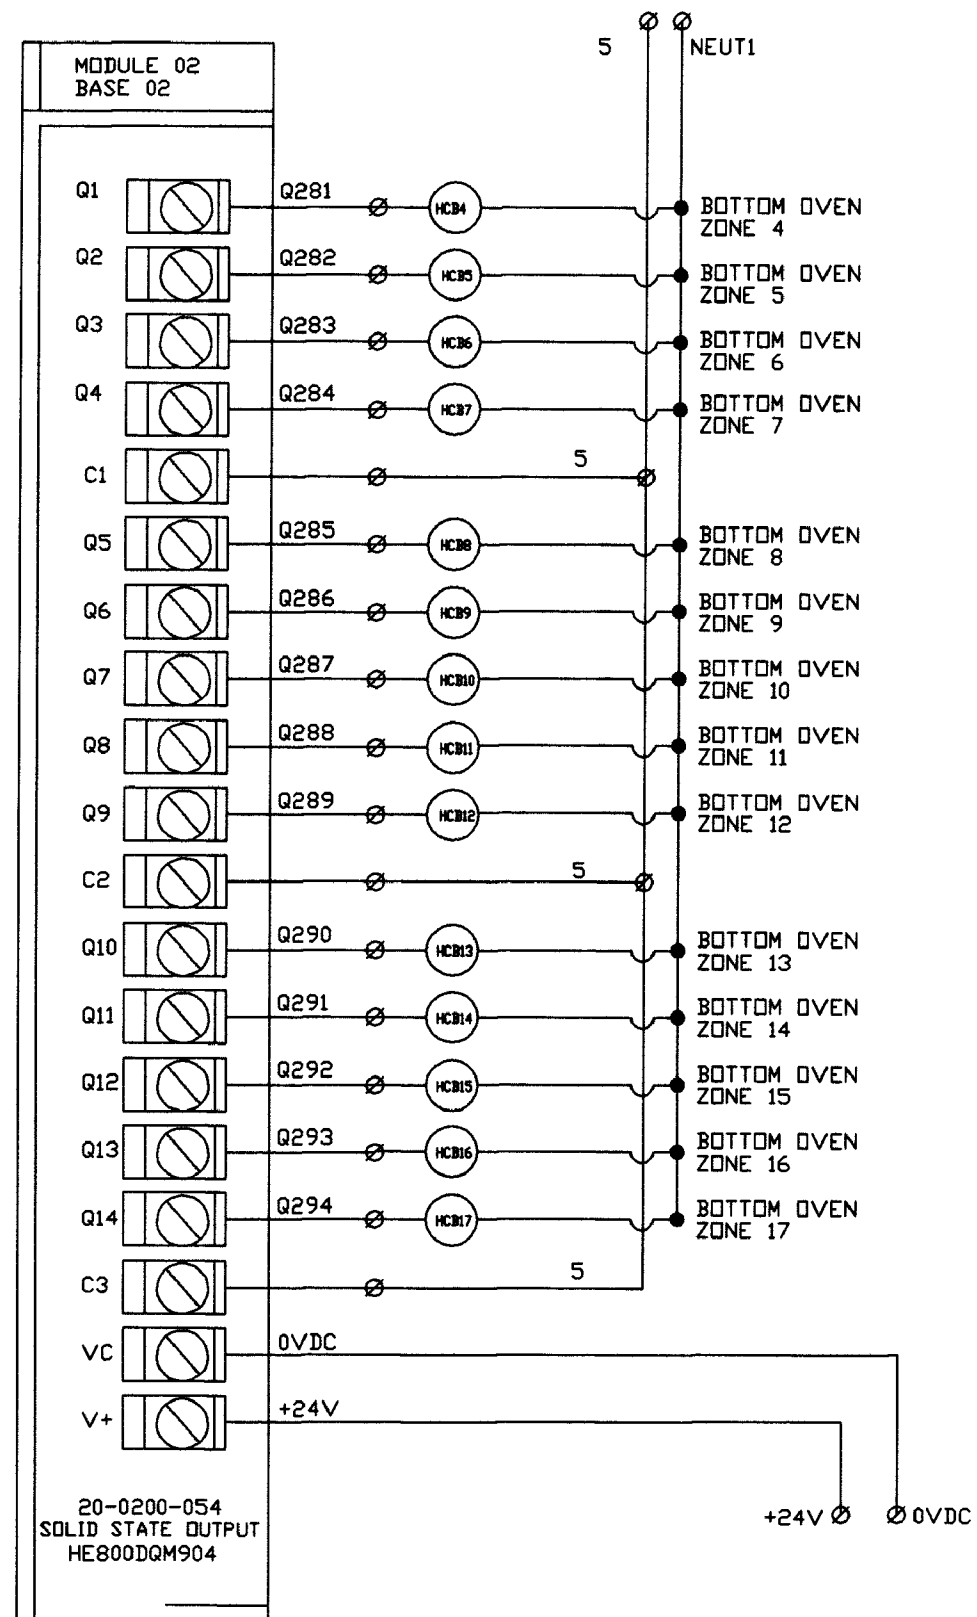 5
NEUT1
MODULE 02
BASE 02
Q1
Q281
HCB4
BOTTOM OVEN
ZONE 4
Q2
Q282
HCB5
BOTTOM OVEN
ZONE 5
Q3
Q283
HCB6
BOTTOM OVEN
ZONE 6
Q4
Q284
HCB7
BOTTOM OVEN
ZONE 7
C1
5
Q5
Q285
HCB8
BOTTOM OVEN
ZONE 8
Q6
Q286
HCB9
BOTTOM OVEN
ZONE 9
Q7
Q287
HCB10
BOTTOM OVEN
ZONE 10
Q8
Q288
HCB11
BOTTOM OVEN
ZONE 11
Q9
Q289
HCB12
BOTTOM OVEN
ZONE 12
C2
5
Q10
Q290
HCB13
BOTTOM OVEN
ZONE 13
Q11
Q291
HCB14
BOTTOM OVEN
ZONE 14
Q12
Q292
HCB15
BOTTOM OVEN
ZONE 15
Q13
Q293
HCB16
BOTTOM OVEN
ZONE 16
Q14
Q294
HCB17
BOTTOM OVEN
ZONE 17
C3
5
VC
0VDC
V+
+24V
20-0200-054
SOLID STATE OUTPUT
HE800DQM904
+24V
0VDC